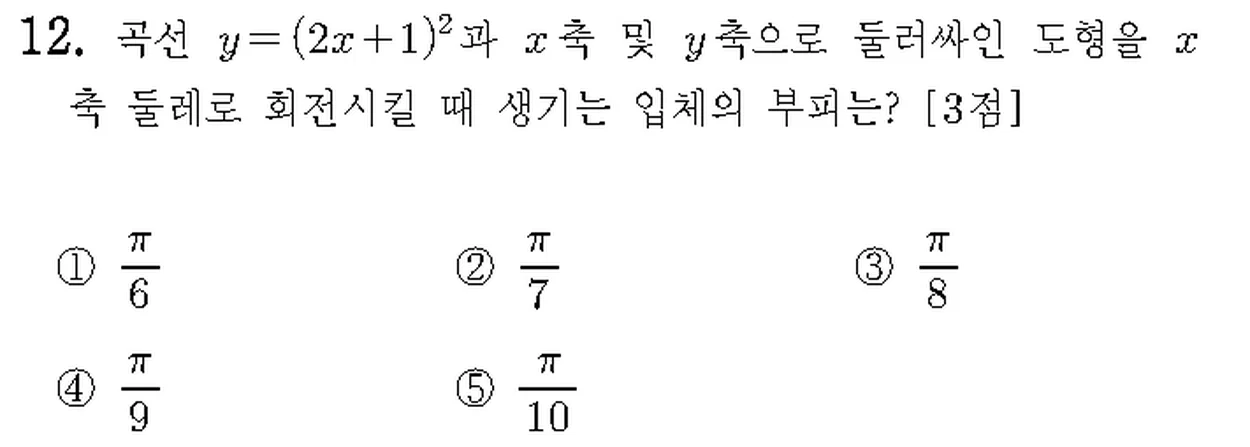 12. 곡선 y=(2x+1)²과 x축 및 y축으로 둘러싸인 도형을 x
축 둘레로 회전시킬 때 생기는 입체의 부피는? [3점]
① π/6 ② π/7 ③ π/8
④ π/9 ⑤ π/10